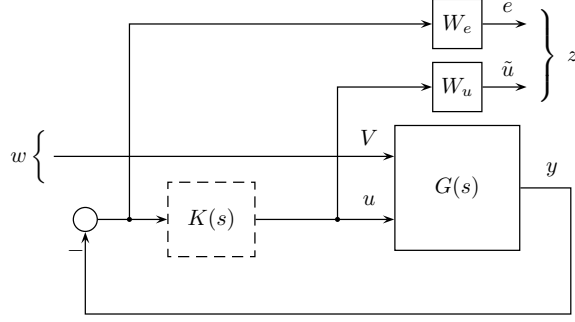 W_e e
W_u ũ
} z
w { V
K(s) u G(s) y
−